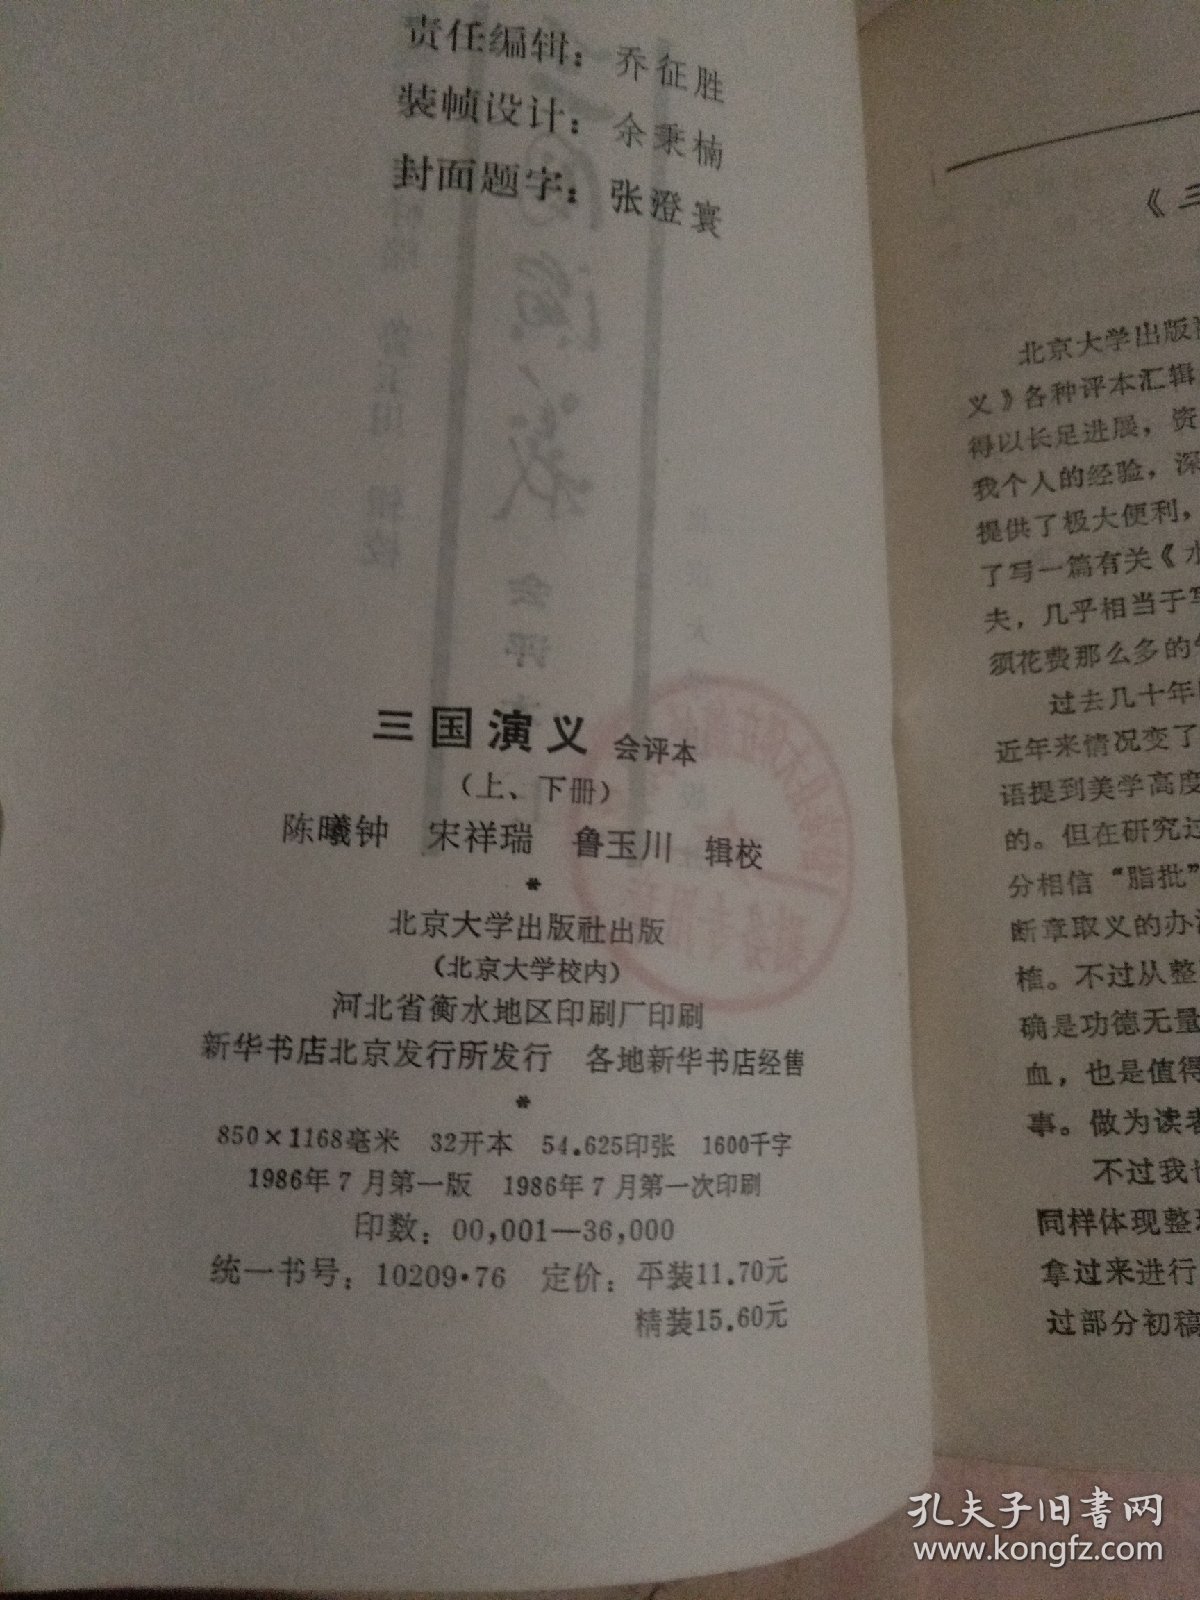 责任编辑：乔征胜
装帧设计：余秉楠
封面题字：张澄寰
三国演义 会评本
（上、下册）
陈曦钟 宋祥瑞 鲁玉川 辑校
*
北京大学出版社出版
（北京大学校内）
河北省衡水地区印刷厂印刷
新华书店北京发行所发行 各地新华书店经售
*
850×1168毫米 32开本 54.625印张 1600千字
1986年7月第一版 1986年7月第一次印刷
印数：00,001—36,000
统一书号：10209·76 定价：平装11.70元
精装15.60元
《三
北京大学出版
义》各种评本汇辑
得以长足进展，资
我个人的经验，深
提供了极大便利，
了写一篇有关《水
夫，几乎相当于写
须花费那么多的
过去几十年
近年来情况变了
语提到美学高度
的。但在研究过
分相信“脂批”
断章取义的办法
楂。不过从整
确是功德无量
血，也是值得
事。做为读者
不过我也
同样体现整
拿过来进行
过部分初稿
孔夫子旧书网
www.kongfz.com